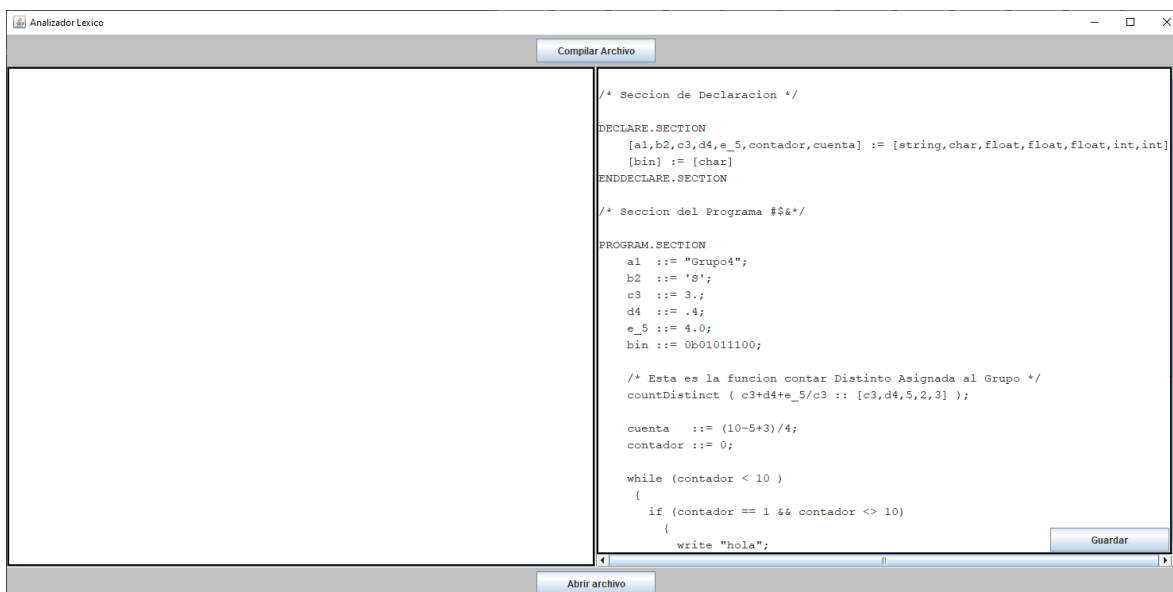 Analizador Lexico
Compilar Archivo
/* Seccion de Declaracion */
DECLARE.SECTION
[a1,b2,c3,d4,e_5,contador,cuenta] := [string,char,float,float,float,int,int]
[bin] := [char]
ENDDECLARE.SECTION
/* Seccion del Programa #$&*/
PROGRAM.SECTION
a1  ::= "Grupo4";
b2  ::= 'S';
c3  ::= 3.;
d4  ::= .4;
e_5 ::= 4.0;
bin ::= 0b01011100;
/* Esta es la funcion contar Distinto Asignada al Grupo */
countDistinct ( c3+d4+e_5/c3 :: [c3,d4,5,2,3] );
cuenta   ::= (10-5+3)/4;
contador ::= 0;
while (contador < 10 )
{
if (contador == 1 && contador <> 10)
{
write "hola";
Guardar
Abrir archivo